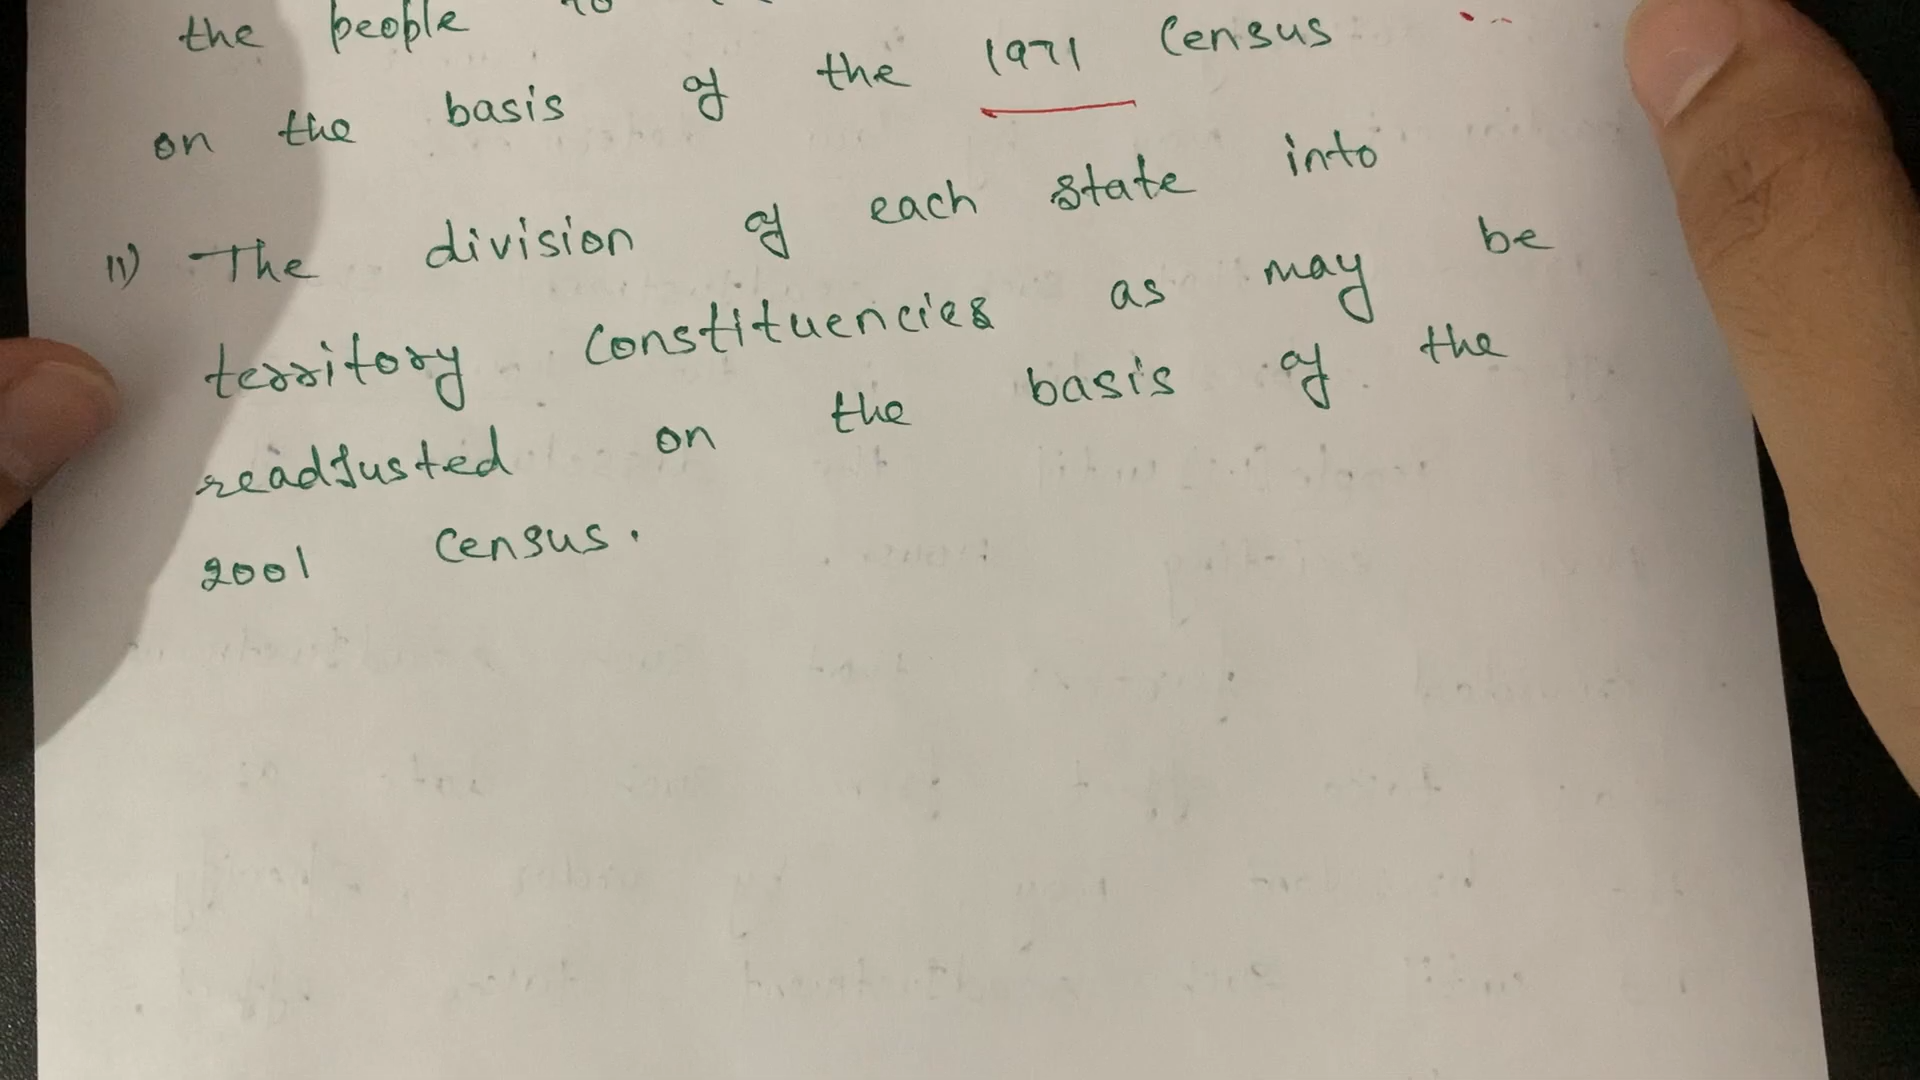 the people to
on the basis of the 1971 Census
11) The division of each state into
territory Constituencies as may be
readjusted on the basis of the
2001 Census.